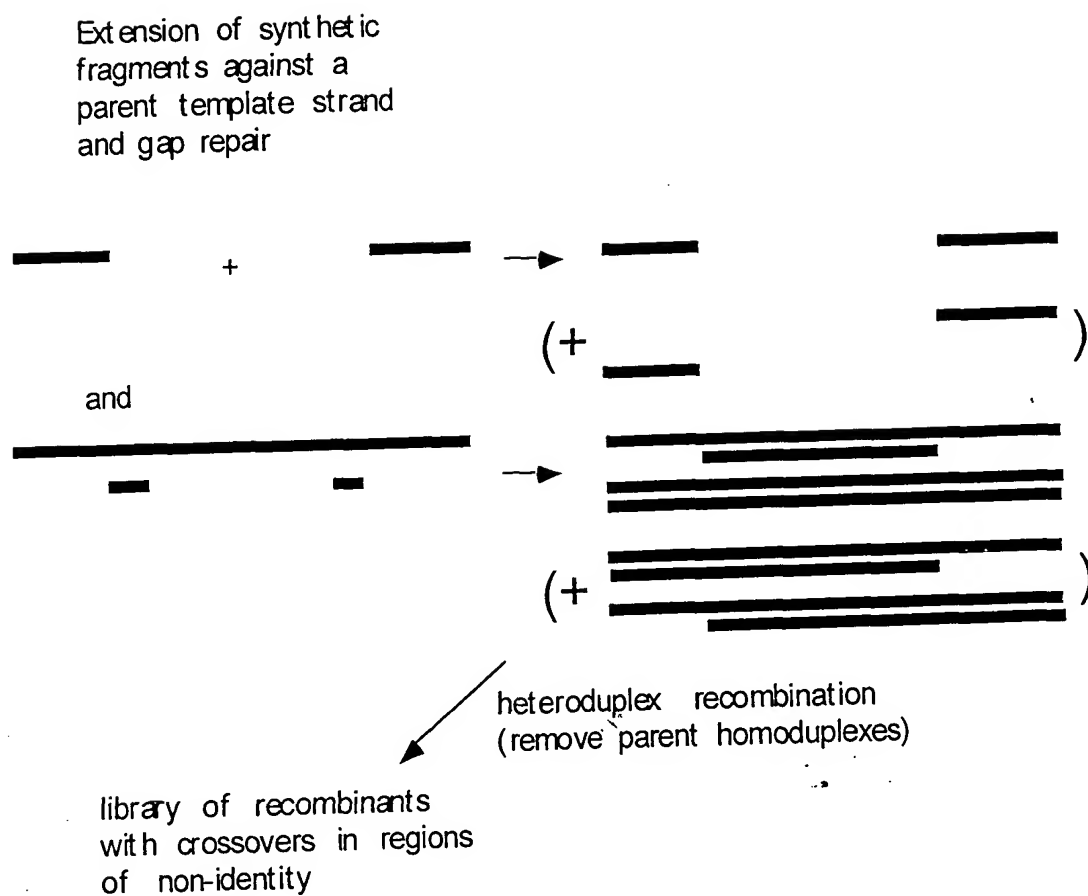 Extension of synthetic
fragments against a
parent template strand
and gap repair
+
(+ )
and
(+ )
heteroduplex recombination
(remove parent homoduplexes)
library of recombinants
with crossovers in regions
of non-identity